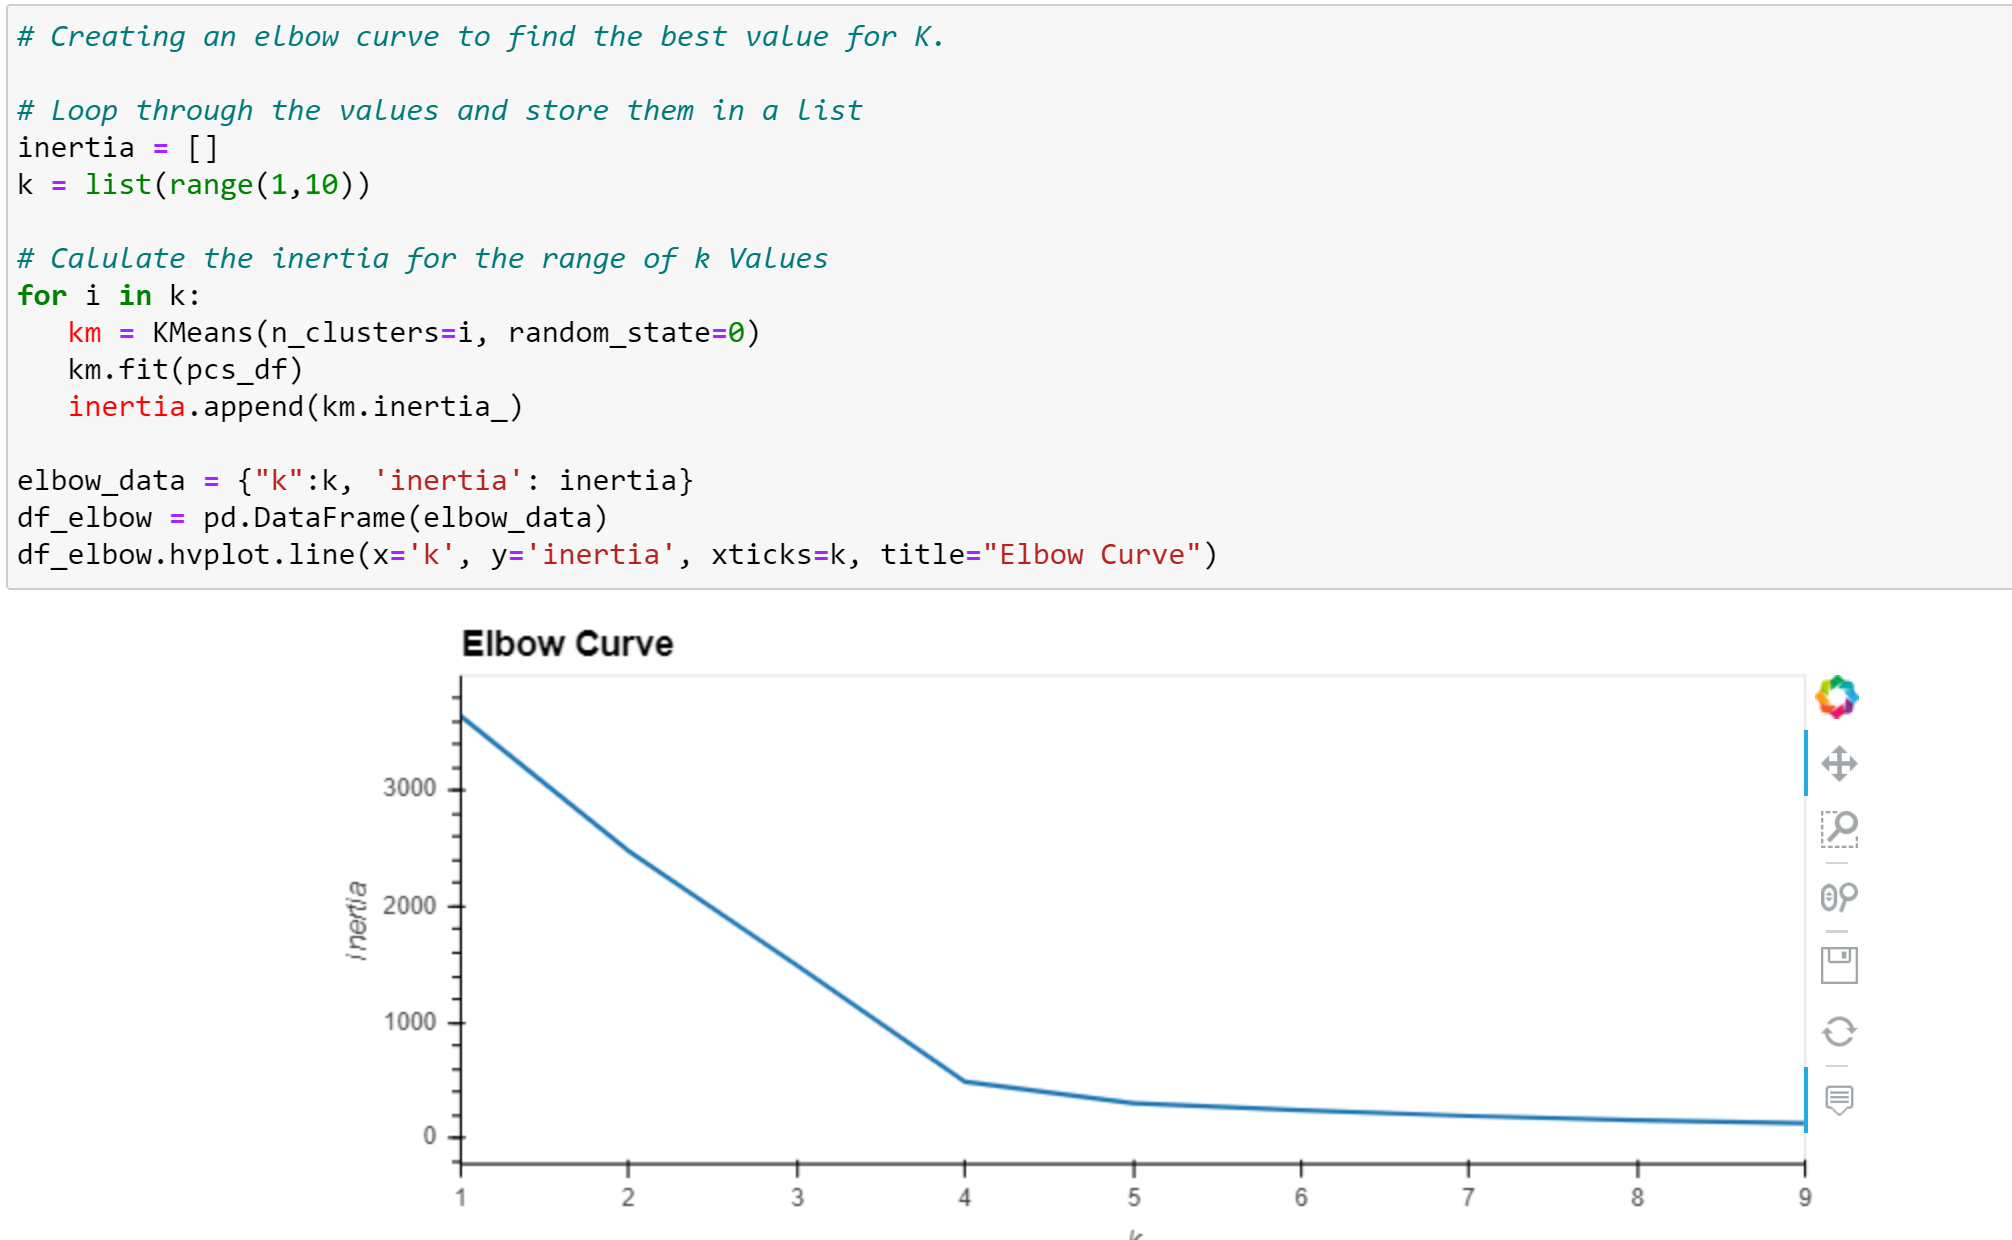 # Creating an elbow curve to find the best value for K.
# Loop through the values and store them in a list
inertia = []
k = list(range(1,10))
# Calulate the inertia for the range of k Values
for i in k:
km = KMeans(n_clusters=i, random_state=0)
km.fit(pcs_df)
inertia.append(km.inertia_)
elbow_data = {"k":k, 'inertia': inertia}
df_elbow = pd.DataFrame(elbow_data)
df_elbow.hvplot.line(x='k', y='inertia', xticks=k, title="Elbow Curve")
Elbow Curve
3000
2000
1000
0
inertia
1 2 3 4 5 6 7 8 9
k